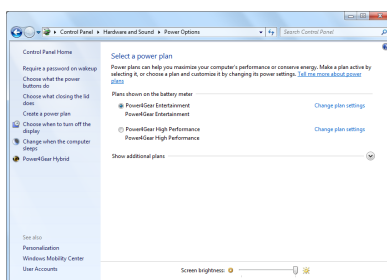 Control Panel ▸ Hardware and Sound ▸ Power Options
Search Control Panel
Control Panel Home
Require a password on wakeup
Choose what the power
buttons do
Choose what closing the lid
does
Create a power plan
Choose when to turn off the
display
Change when the computer
sleeps
Power4Gear Hybrid
See also
Personalization
Windows Mobility Center
User Accounts
Select a power plan
Power plans can help you maximize your computer's performance or conserve energy. Make a plan active by
selecting it, or choose a plan and customize it by changing its power settings. Tell me more about power
plans
Plans shown on the battery meter
Power4Gear Entertainment Change plan settings
Power4Gear Entertainment
Power4Gear High Performance Change plan settings
Power4Gear High Performance
Show additional plans
Screen brightness: